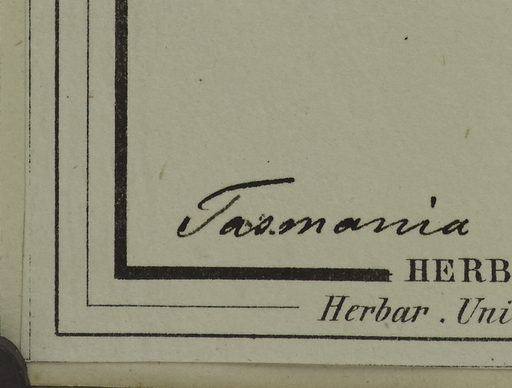 Tasmania
HERB
Herbar. Uni